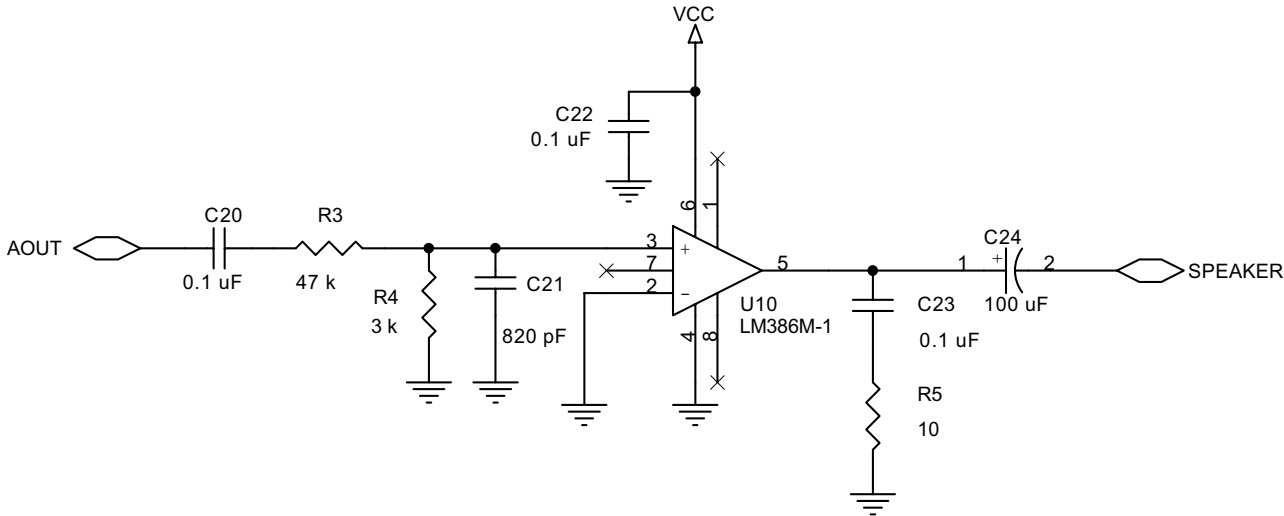 VCC
C22
0.1 uF
6
1
C20
R3
AOUT
0.1 uF
47 k
3
+
7
2
−
5
R4
3 k
C21
820 pF
U10
LM386M-1
4
8
C24
1
+
2
SPEAKER
100 uF
C23
0.1 uF
R5
10